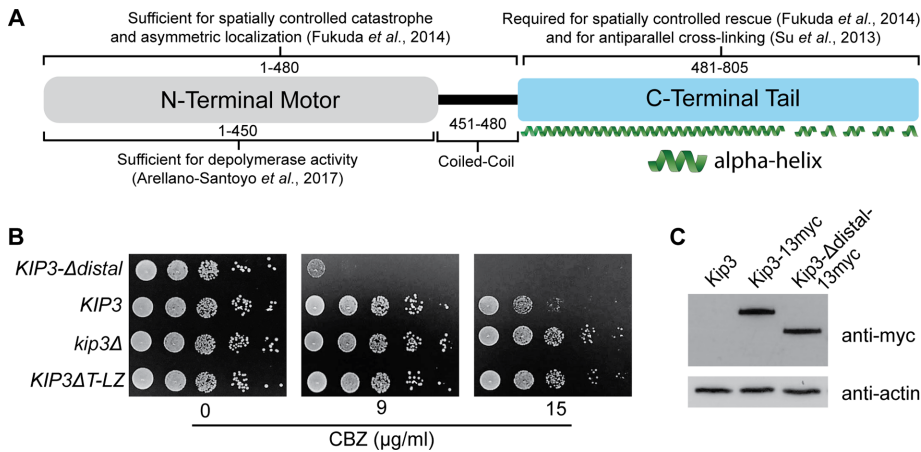 A
Sufficient for spatially controlled catastrophe
and asymmetric localization (Fukuda et al., 2014)
1-480
Required for spatially controlled rescue (Fukuda et al., 2014)
and for antiparallel cross-linking (Su et al., 2013)
481-805
N-Terminal Motor
C-Terminal Tail
1-450
Sufficient for depolymerase activity
(Arellano-Santoyo et al., 2017)
451-480
Coiled-Coil
alpha-helix
B
KIP3-Δdistal
KIP3
kip3Δ
KIP3ΔT-LZ
0
9
15
CBZ (µg/ml)
C
Kip3
Kip3-13myc
Kip3-Δdistal-
13myc
anti-myc
anti-actin